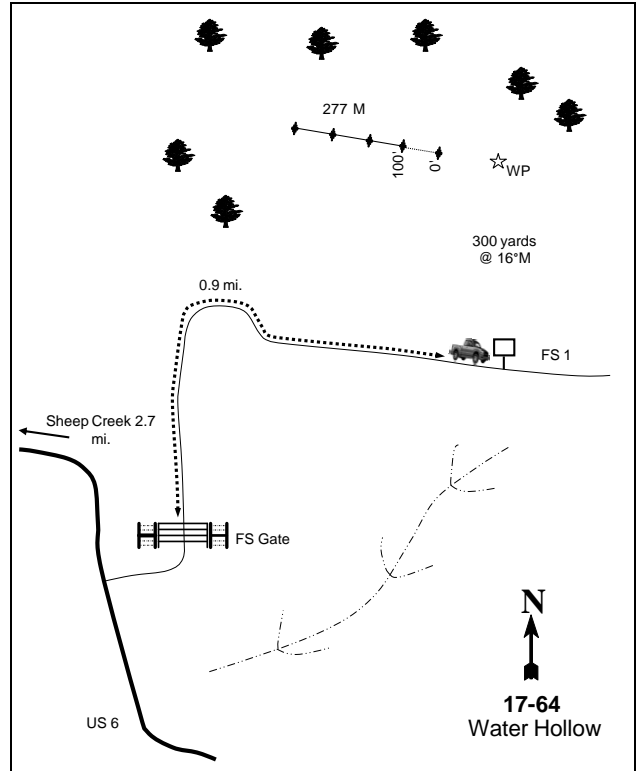 277 M
100'
0'
WP
300 yards
@ 16°M
0.9 mi.
FS 1
Sheep Creek 2.7
mi.
FS Gate
N
17-64
Water Hollow
US 6